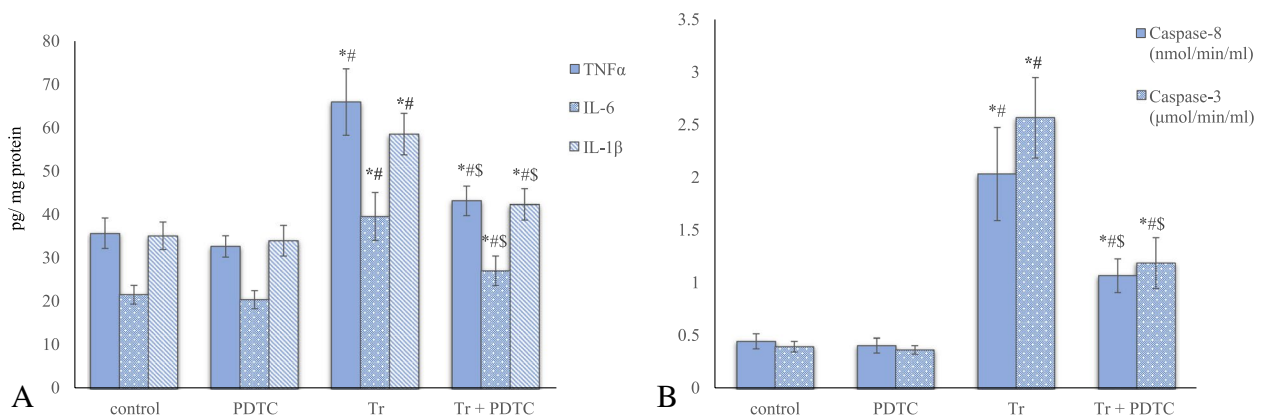 80
70
60
50
40
30
20
10
0
pg/ mg protein
*#
*#
*#
*#$
*#$
*#$
TNFα
IL-6
IL-1β
control
PDTC
Tr
Tr + PDTC
A
3.5
3
2.5
2
1.5
1
0.5
0
*#
*#
*#$
*#$
Caspase-8
(nmol/min/ml)
Caspase-3
(μmol/min/ml)
control
PDTC
Tr
Tr + PDTC
B